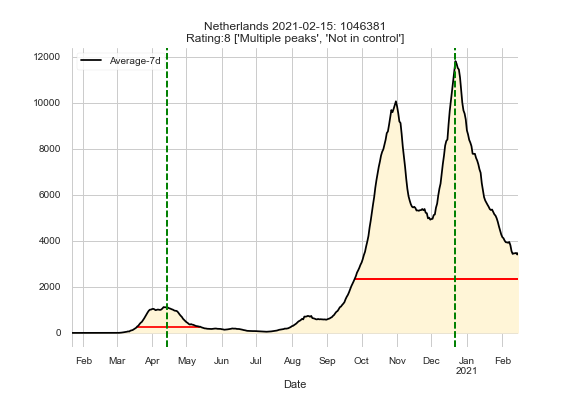 Netherlands 2021-02-15: 1046381
Rating:8 ['Multiple peaks', 'Not in control']
Average-7d
12000
10000
8000
6000
4000
2000
0
Feb Mar Apr May Jun Jul Aug Sep Oct Nov Dec Jan Feb
2021
Date